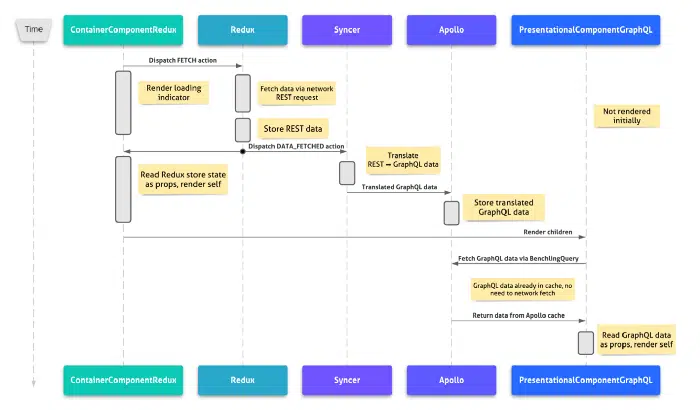 Time
ContainerComponentRedux
Redux
Syncer
Apollo
PresentationalComponentGraphQL
Dispatch FETCH action
Render loading
indicator
Fetch data via network
REST request
Not rendered
initially
Store REST data
Dispatch DATA_FETCHED action
Translate
REST → GraphQL data
Read Redux store state
as props, render self
Translated GraphQL data
Store translated
GraphQL data
Render children
Fetch GraphQL data via BenchlingQuery
GraphQL data already in cache, no
need to network fetch
Return data from Apollo cache
Read GraphQL data
as props, render self
ContainerComponentRedux
Redux
Syncer
Apollo
PresentationalComponentGraphQL